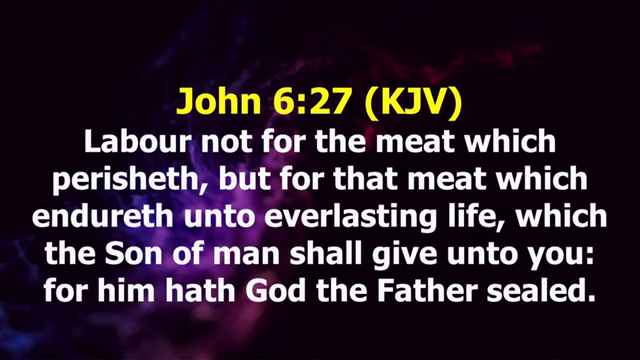 John 6:27 (KJV)
Labour not for the meat which
perisheth, but for that meat which
endureth unto everlasting life, which
the Son of man shall give unto you:
for him hath God the Father sealed.